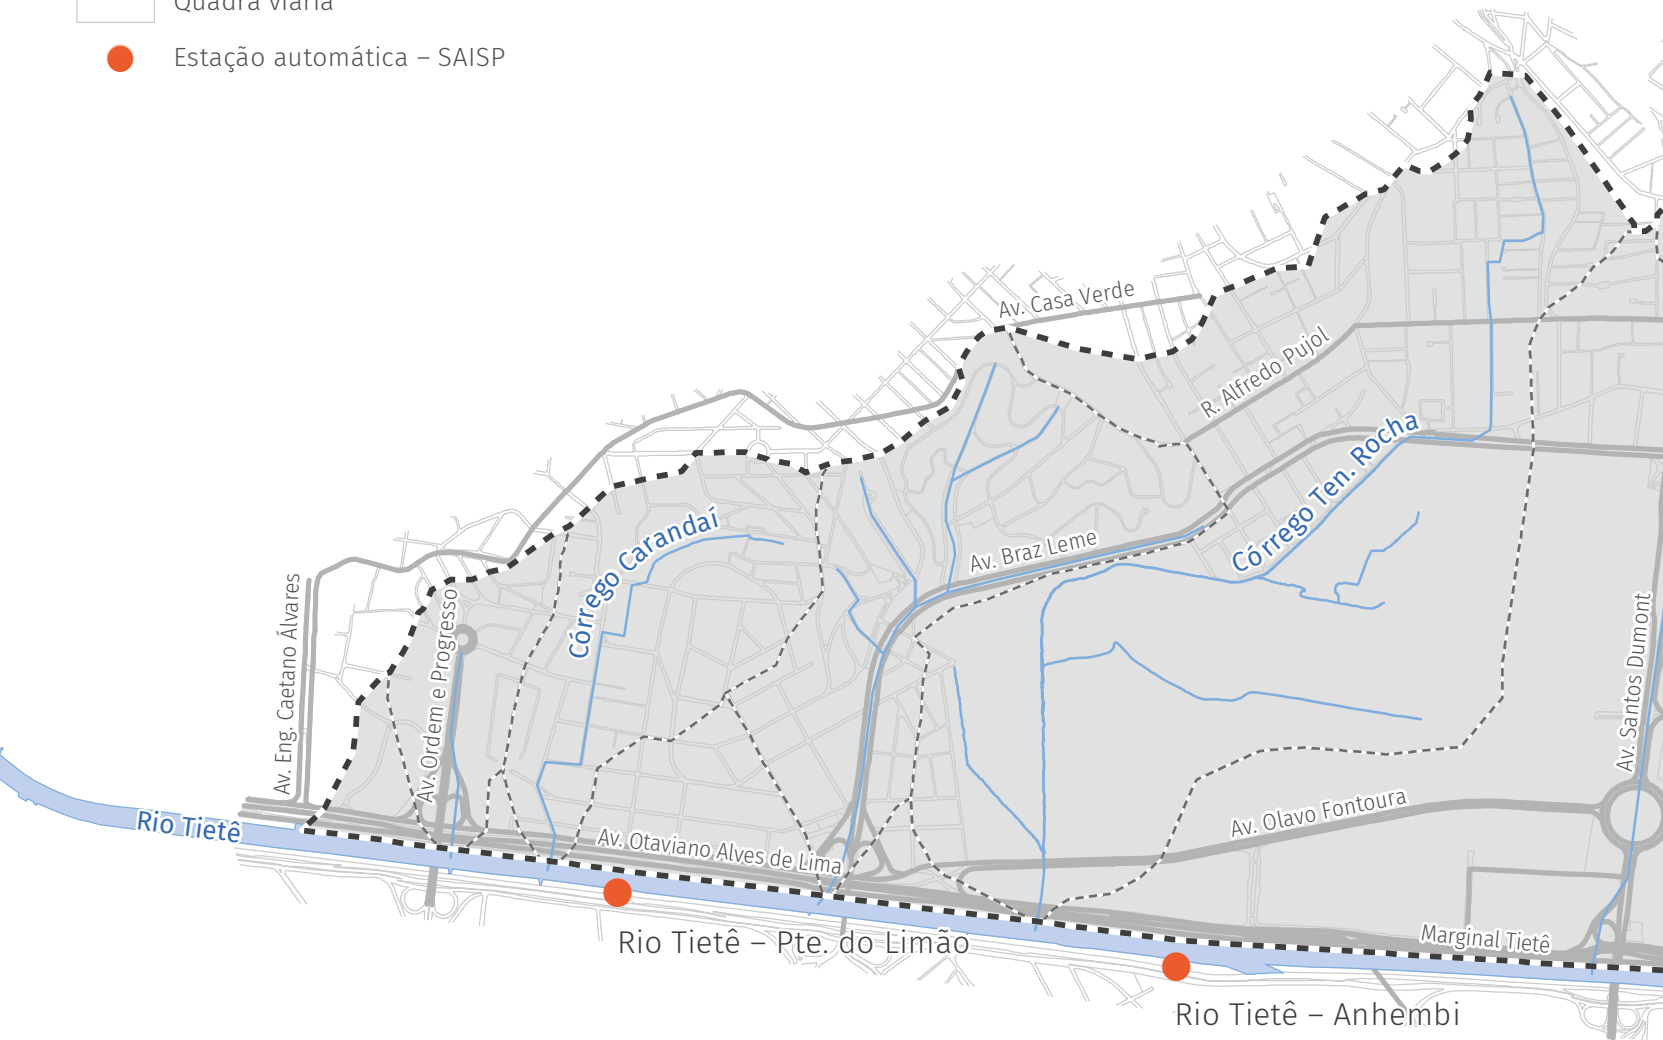 Quadra viária
Estação automática – SAISP
Av. Casa Verde
R. Alfredo Pujol
Córrego Ten. Rocha
Córrego Carandaí
Av. Braz Leme
Av. Eng. Caetano Álvares
Av. Ordem e Progresso
Av. Santos Dumont
Rio Tietê
Av. Otaviano Alves de Lima
Av. Olavo Fontoura
Marginal Tietê
Rio Tietê – Pte. do Limão
Rio Tietê – Anhembi